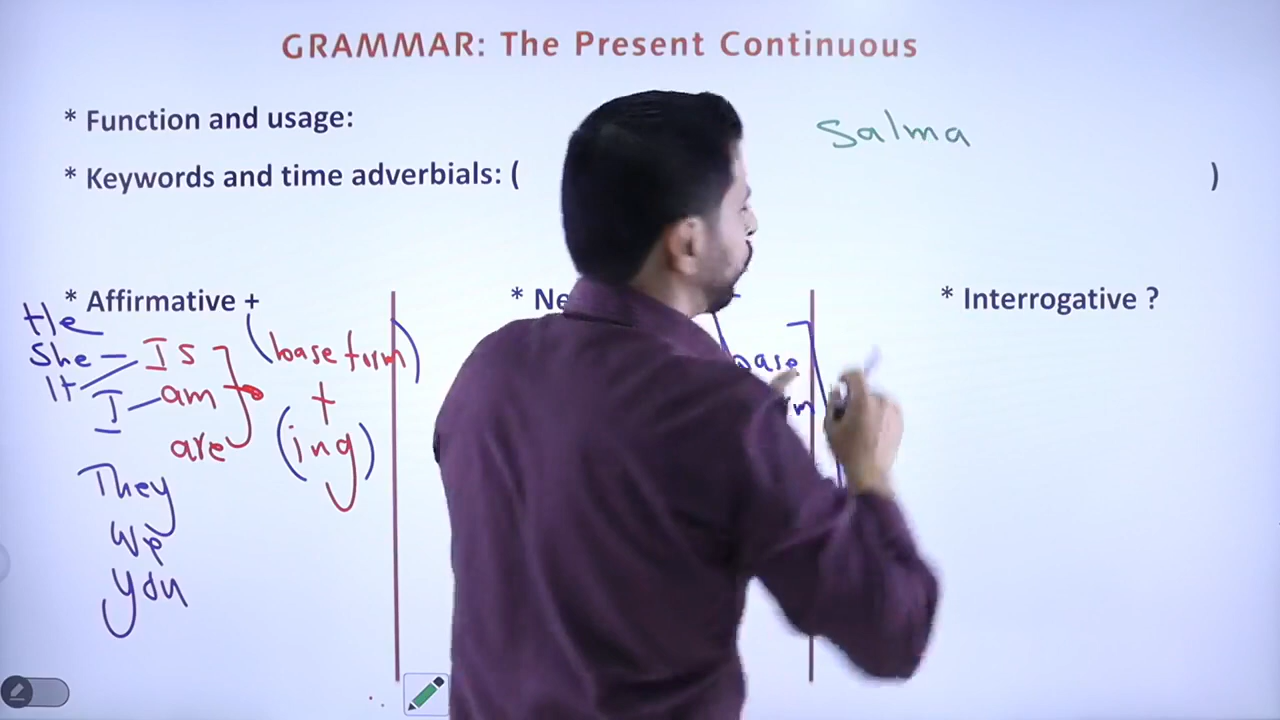 GRAMMAR: The Present Continuous
* Function and usage:
Salma
* Keywords and time adverbials: ( )
* Affirmative +
He
She – Is
It
I – am
are
They
We
you
(base form)
+
(ing)
* Ne
base
* Interrogative ?